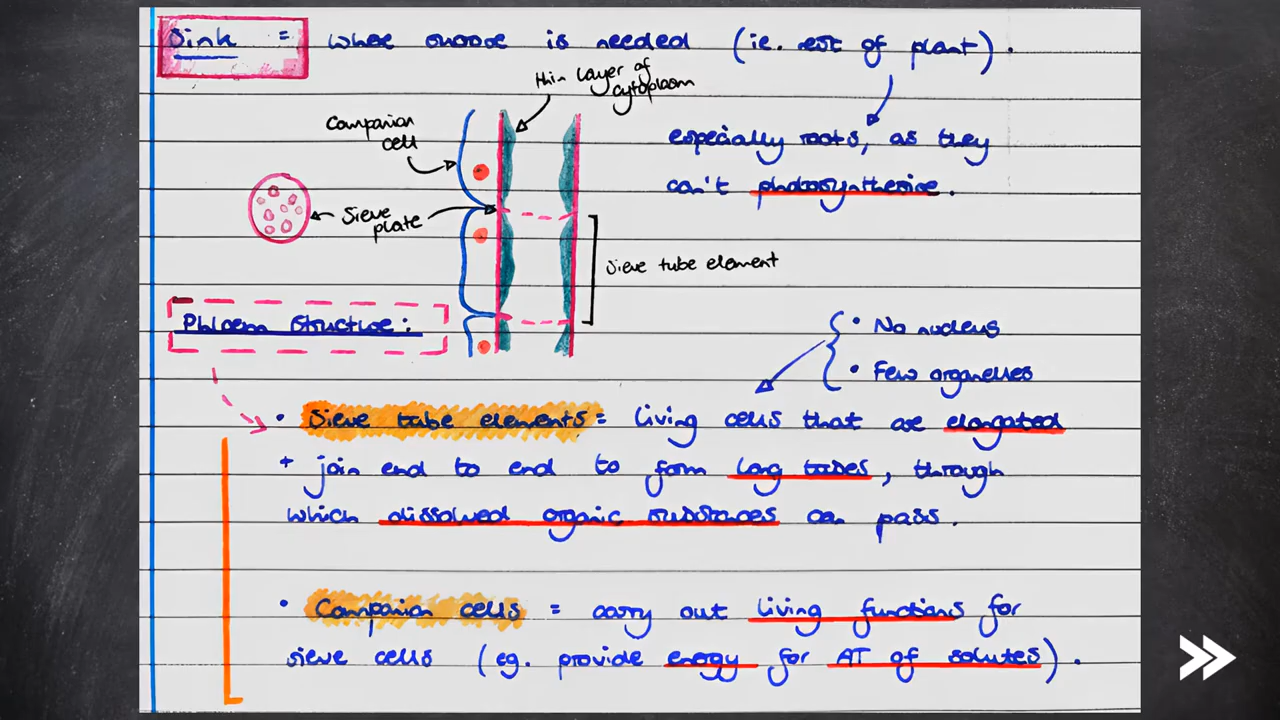 Sink = where sucrose is needed (ie. rest of plant).
especially roots, as they
can't photosynthesise.
thin layer of
cytoplasm
Companion
cell
Sieve
plate
Sieve tube element
Phloem structure:
• No nucleus
• Few organelles
• Sieve tube elements = living cells that are elongated
+ join end to end to form long tubes, through
which dissolved organic substances can pass.
• Companion cells = carry out living functions for
sieve cells (eg. provide energy for AT of solutes).